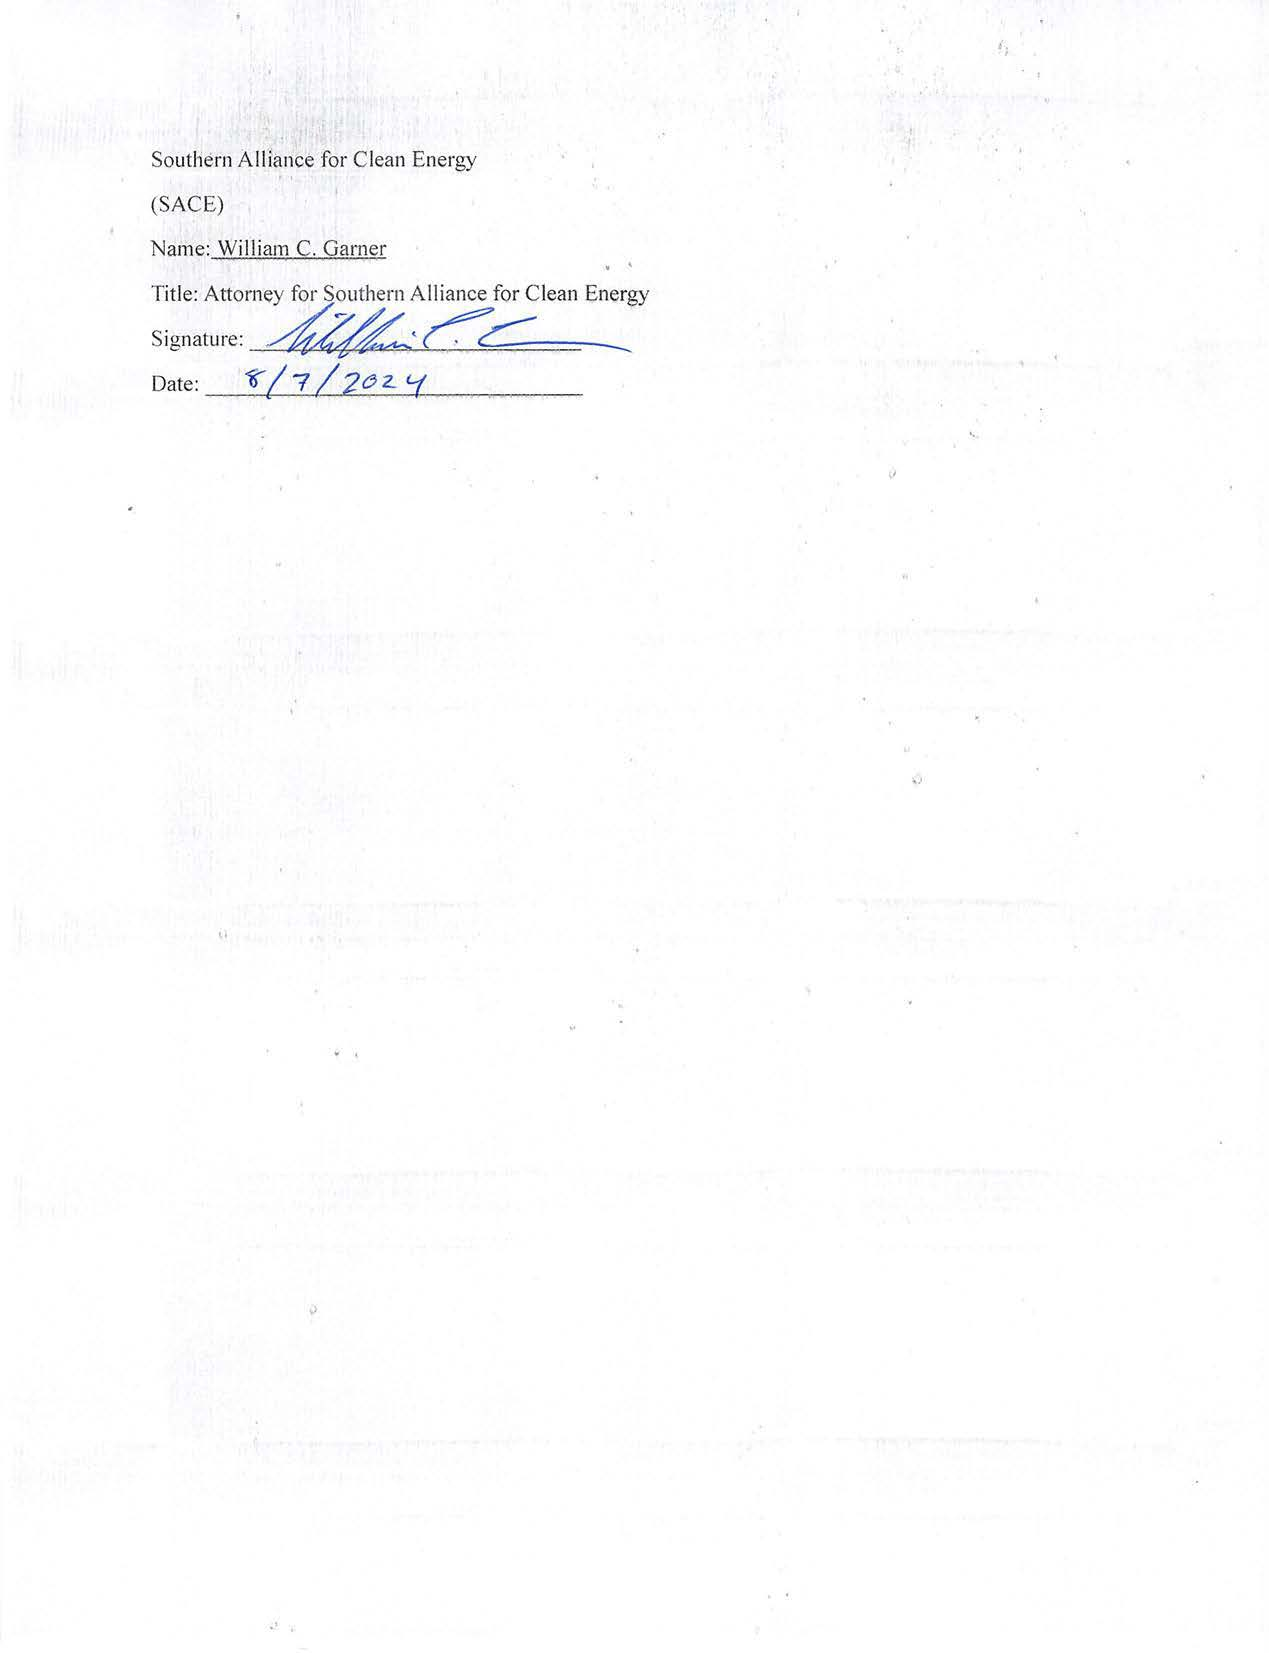 Southern Alliance for Clean Energy
(SACE)
Name: William C. Garner
Title: Attorney for Southern Alliance for Clean Energy
Signature: William C.
Date: 8/7/2024